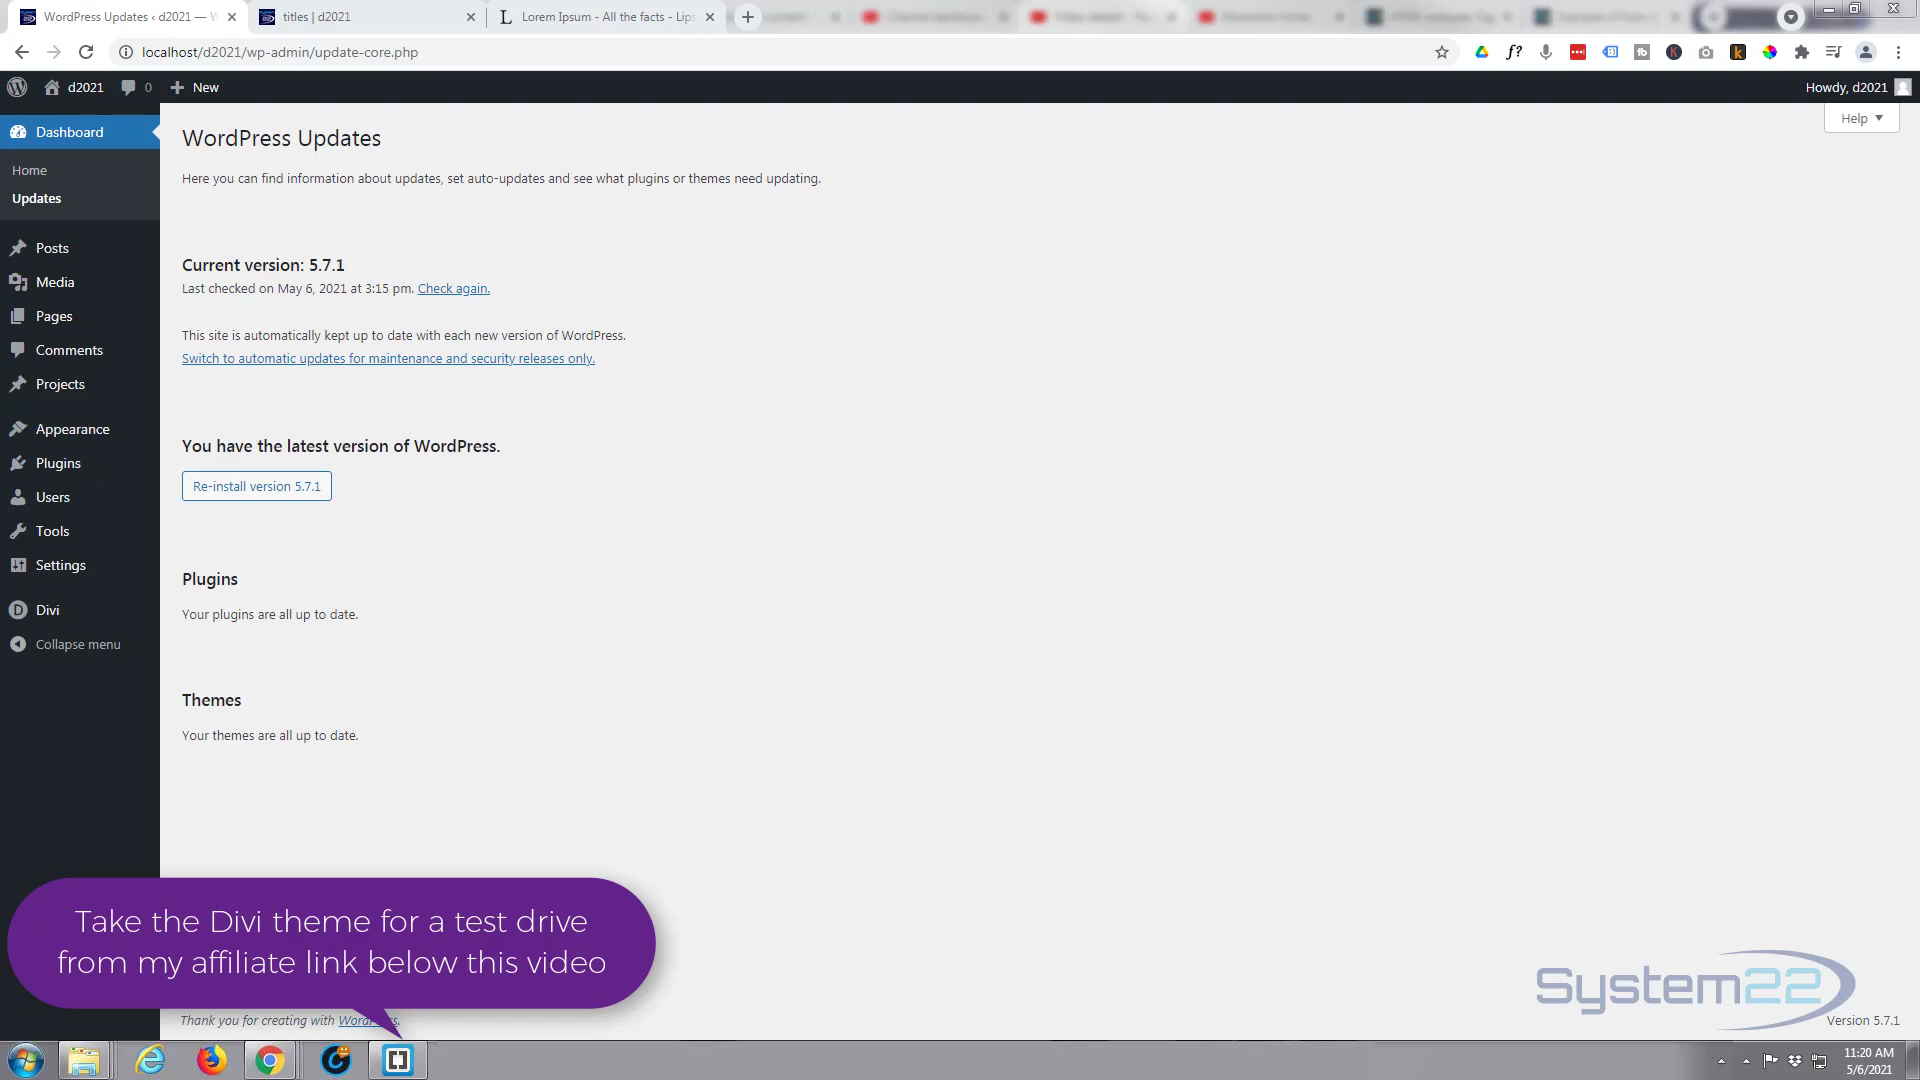 WordPress Updates ‹ d2021 — W
titles | d2021
Lorem Ipsum - All the facts - Lips
localhost/d2021/wp-admin/update-core.php
d2021
0
New
Howdy, d2021
Dashboard
Home
Updates
Posts
Media
Pages
Comments
Projects
Appearance
Plugins
Users
Tools
Settings
Divi
Collapse menu
Help
WordPress Updates
Here you can find information about updates, set auto-updates and see what plugins or themes need updating.
Current version: 5.7.1
Last checked on May 6, 2021 at 3:15 pm. Check again.
This site is automatically kept up to date with each new version of WordPress.
Switch to automatic updates for maintenance and security releases only.
You have the latest version of WordPress.
Re-install version 5.7.1
Plugins
Your plugins are all up to date.
Themes
Your themes are all up to date.
Take the Divi theme for a test drive
from my affiliate link below this video
Thank you for creating with WordPress.
System22
Version 5.7.1
11:20 AM
5/6/2021